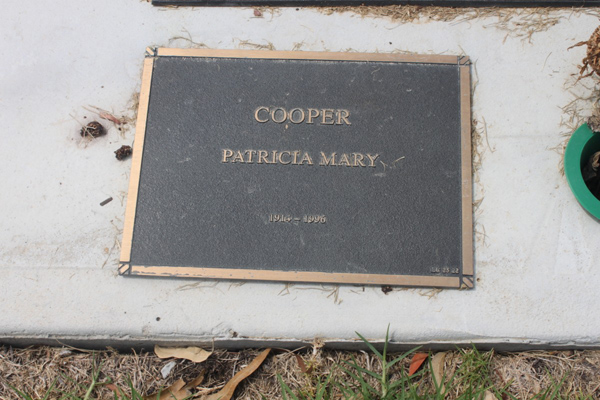 COOPER
PATRICIA MARY
1914 – 1996